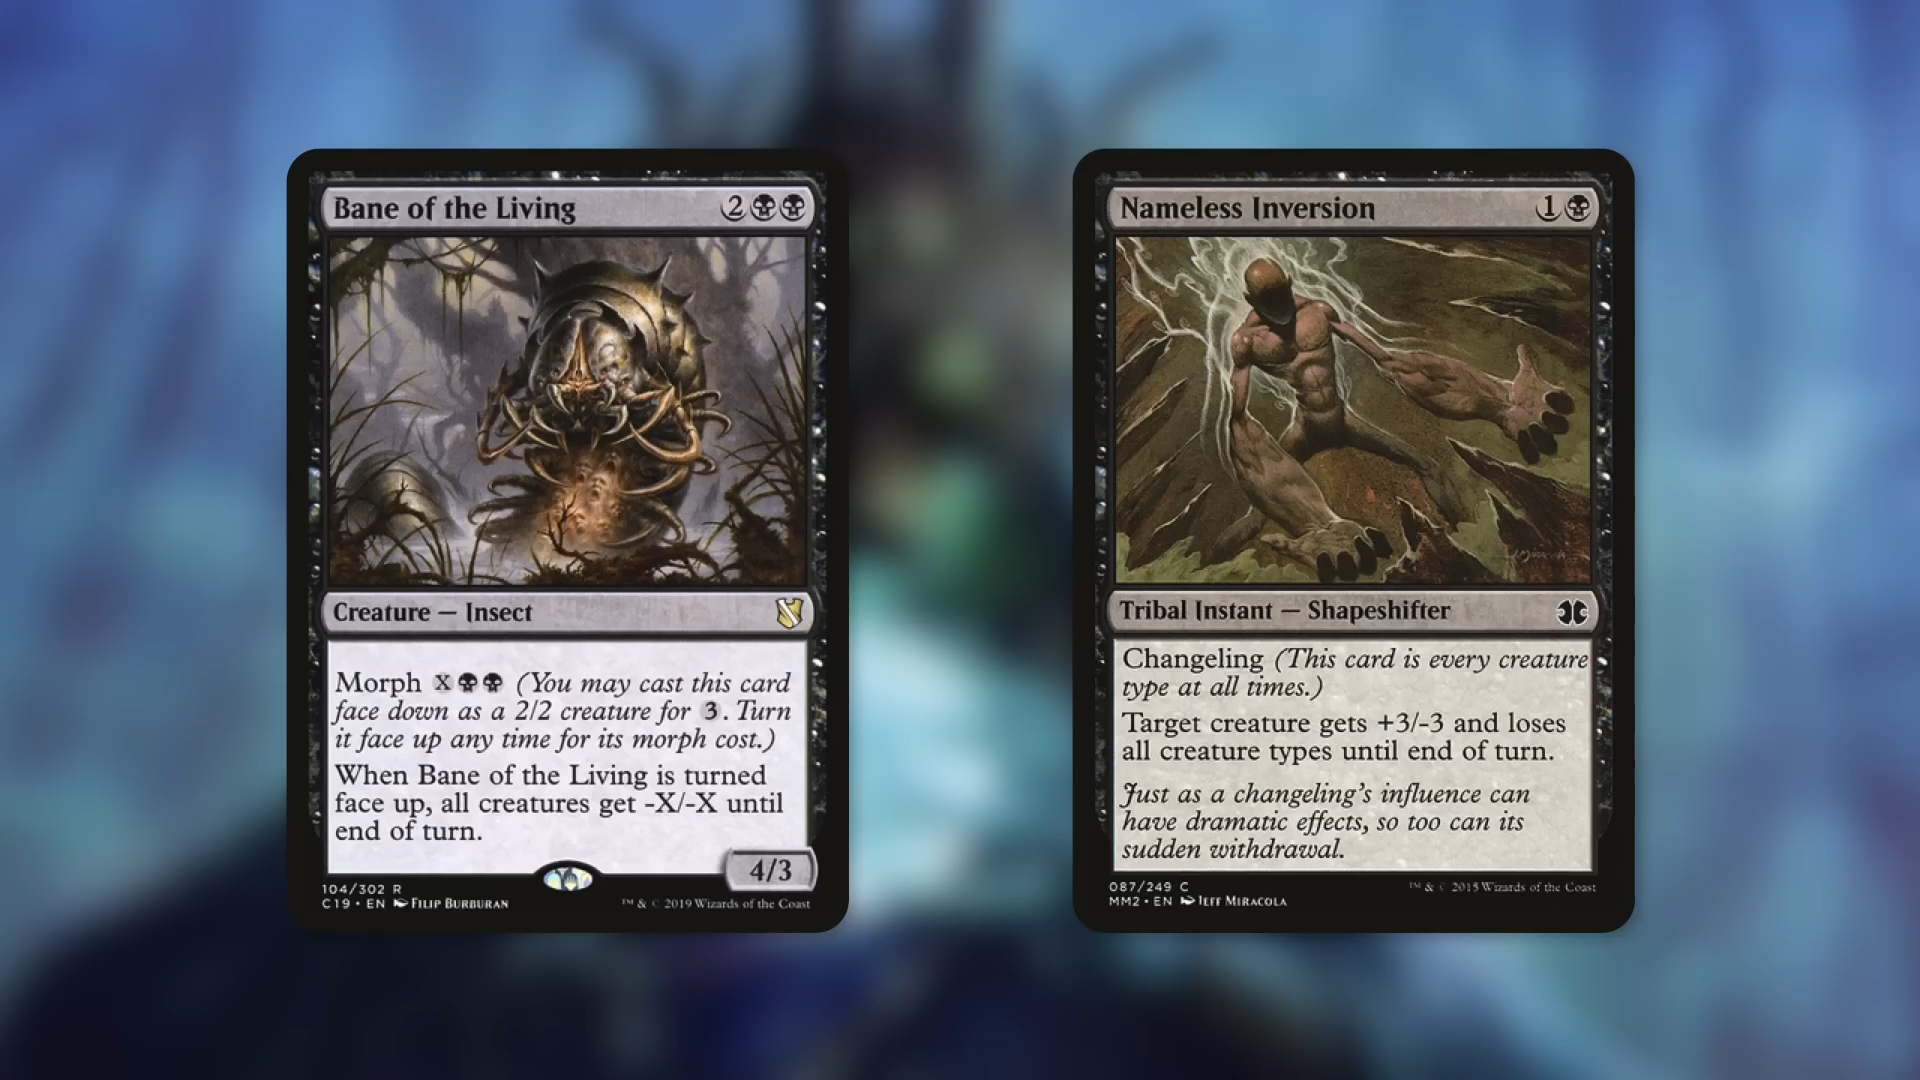 Bane of the Living 2
Creature — Insect
Morph X (You may cast this card
face down as a 2/2 creature for 3. Turn
it face up any time for its morph cost.)
When Bane of the Living is turned
face up, all creatures get -X/-X until
end of turn.
4/3
104/302 R
C19 • EN FILIP BURBURAN
™ & © 2019 Wizards of the Coast
Nameless Inversion 1
Tribal Instant — Shapeshifter
Changeling (This card is every creature
type at all times.)
Target creature gets +3/-3 and loses
all creature types until end of turn.
Just as a changeling's influence can
have dramatic effects, so too can its
sudden withdrawal.
087/249 C
MM2 • EN JEFF MIRACOLA
™ & © 2015 Wizards of the Coast